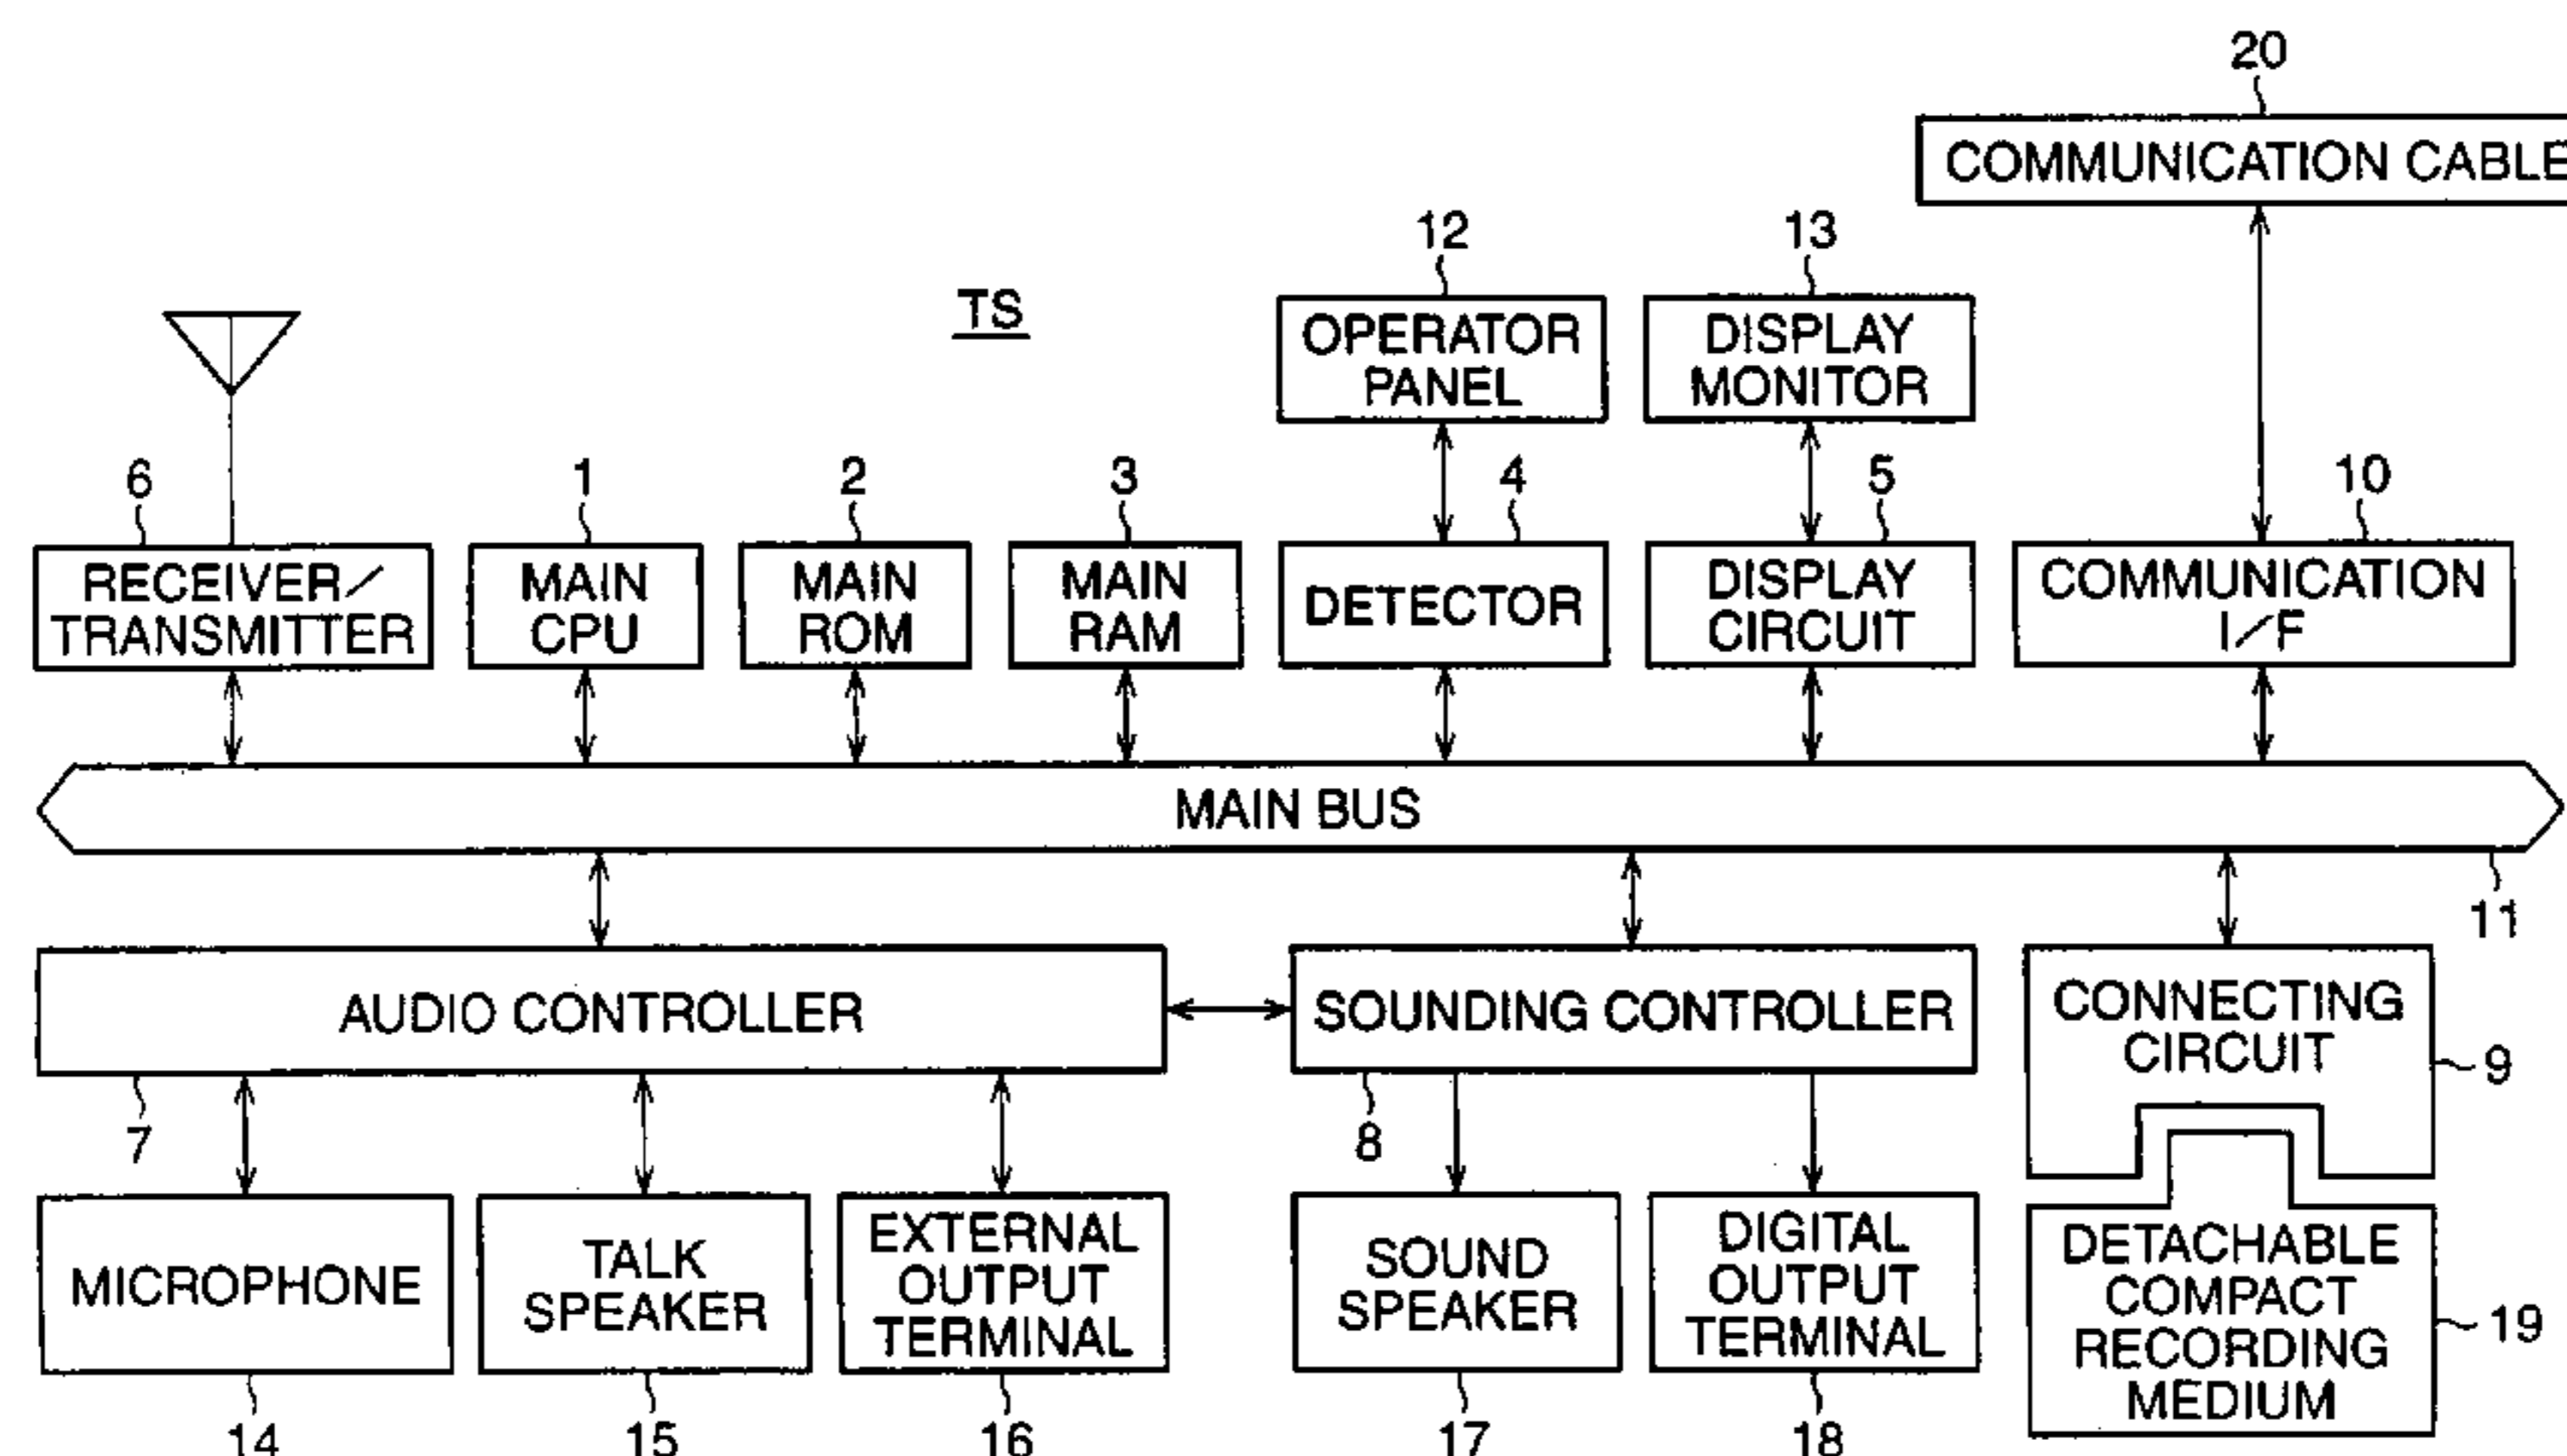 20
COMMUNICATION CABLE
12
13
TS
OPERATOR
PANEL
DISPLAY
MONITOR
6
1
2
3
4
5
10
RECEIVER/
TRANSMITTER
MAIN
CPU
MAIN
ROM
MAIN
RAM
DETECTOR
DISPLAY
CIRCUIT
COMMUNICATION
I/F
MAIN BUS
11
AUDIO CONTROLLER
SOUNDING CONTROLLER
CONNECTING
CIRCUIT
9
7
8
MICROPHONE
TALK
SPEAKER
EXTERNAL
OUTPUT
TERMINAL
SOUND
SPEAKER
DIGITAL
OUTPUT
TERMINAL
DETACHABLE
COMPACT
RECORDING
MEDIUM
19
14
15
16
17
18